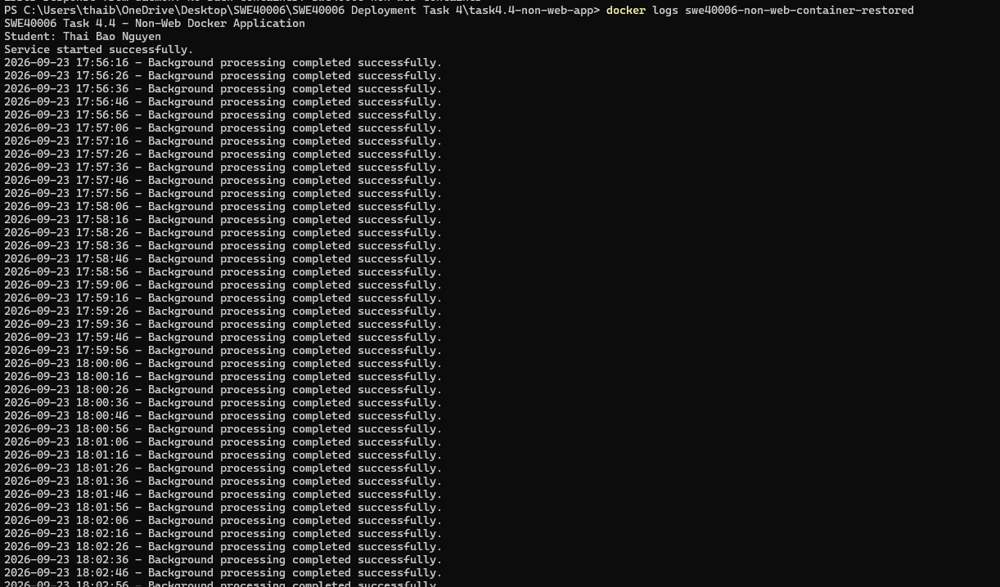 PS C:\Users\thaib\OneDrive\Desktop\SWE40006\SWE40006 Deployment Task 4\task4.4-non-web-app> docker logs swe40006-non-web-container-restored
SWE40006 Task 4.4 - Non-Web Docker Application
Student: Thai Bao Nguyen
Service started successfully.
2026-09-23 17:56:16 - Background processing completed successfully.
2026-09-23 17:56:26 - Background processing completed successfully.
2026-09-23 17:56:36 - Background processing completed successfully.
2026-09-23 17:56:46 - Background processing completed successfully.
2026-09-23 17:56:56 - Background processing completed successfully.
2026-09-23 17:57:06 - Background processing completed successfully.
2026-09-23 17:57:16 - Background processing completed successfully.
2026-09-23 17:57:26 - Background processing completed successfully.
2026-09-23 17:57:36 - Background processing completed successfully.
2026-09-23 17:57:46 - Background processing completed successfully.
2026-09-23 17:57:56 - Background processing completed successfully.
2026-09-23 17:58:06 - Background processing completed successfully.
2026-09-23 17:58:16 - Background processing completed successfully.
2026-09-23 17:58:26 - Background processing completed successfully.
2026-09-23 17:58:36 - Background processing completed successfully.
2026-09-23 17:58:46 - Background processing completed successfully.
2026-09-23 17:58:56 - Background processing completed successfully.
2026-09-23 17:59:06 - Background processing completed successfully.
2026-09-23 17:59:16 - Background processing completed successfully.
2026-09-23 17:59:26 - Background processing completed successfully.
2026-09-23 17:59:36 - Background processing completed successfully.
2026-09-23 17:59:46 - Background processing completed successfully.
2026-09-23 17:59:56 - Background processing completed successfully.
2026-09-23 18:00:06 - Background processing completed successfully.
2026-09-23 18:00:16 - Background processing completed successfully.
2026-09-23 18:00:26 - Background processing completed successfully.
2026-09-23 18:00:36 - Background processing completed successfully.
2026-09-23 18:00:46 - Background processing completed successfully.
2026-09-23 18:00:56 - Background processing completed successfully.
2026-09-23 18:01:06 - Background processing completed successfully.
2026-09-23 18:01:16 - Background processing completed successfully.
2026-09-23 18:01:26 - Background processing completed successfully.
2026-09-23 18:01:36 - Background processing completed successfully.
2026-09-23 18:01:46 - Background processing completed successfully.
2026-09-23 18:01:56 - Background processing completed successfully.
2026-09-23 18:02:06 - Background processing completed successfully.
2026-09-23 18:02:16 - Background processing completed successfully.
2026-09-23 18:02:26 - Background processing completed successfully.
2026-09-23 18:02:36 - Background processing completed successfully.
2026-09-23 18:02:46 - Background processing completed successfully.
2026-09-23 18:02:56 - Background processing completed successfully.